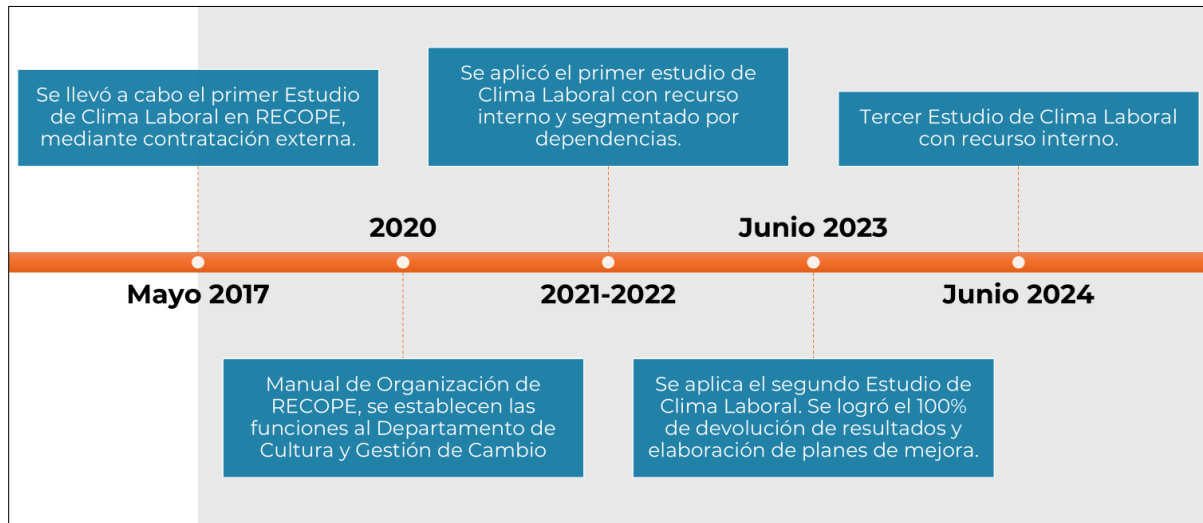 Se llevó a cabo el primer Estudio
de Clima Laboral en RECOPE,
mediante contratación externa.
Mayo 2017
2020
Manual de Organización de
RECOPE, se establecen las
funciones al Departamento de
Cultura y Gestión de Cambio
Se aplicó el primer estudio de
Clima Laboral con recurso
interno y segmentado por
dependencias.
2021-2022
Junio 2023
Se aplica el segundo Estudio de
Clima Laboral. Se logró el 100%
de devolución de resultados y
elaboración de planes de mejora.
Tercer Estudio de Clima Laboral
con recurso interno.
Junio 2024